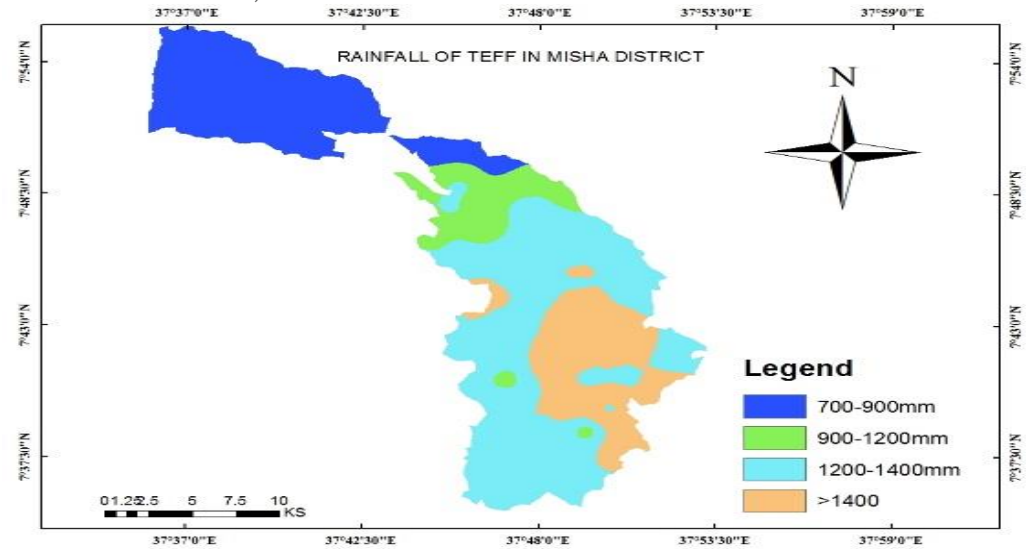 37°37'0"E 37°42'30"E 37°48'0"E 37°53'30"E 37°59'0"E
RAINFALL OF TEFF IN MISHA DISTRICT
7°54'0"N 7°54'0"N
N
7°48'30"N 7°48'30"N
7°43'0"N 7°43'0"N
Legend
700-900mm
900-1200mm
7°37'30"N 7°37'30"N
1200-1400mm
>1400
0 1.25 2.5 5 7.5 10
KS
37°37'0"E 37°42'30"E 37°48'0"E 37°53'30"E 37°59'0"E